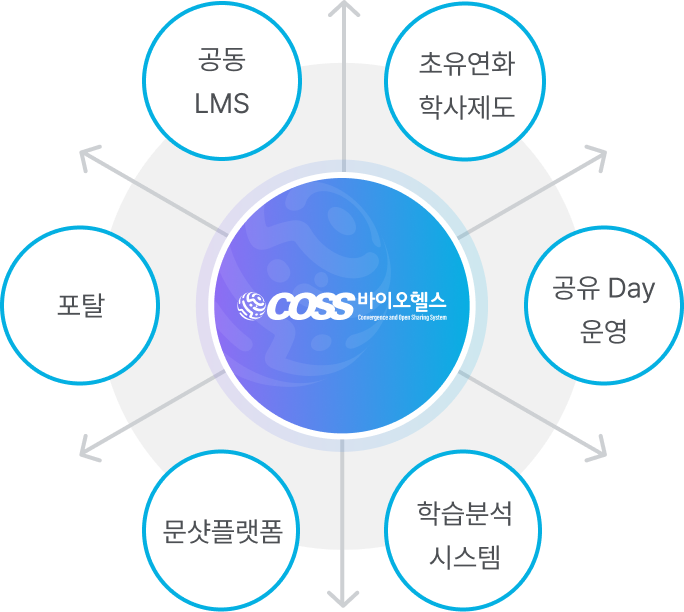 공동
LMS
초유연화
학사제도
포탈
COSS 바이오헬스
Convergence and Open Sharing System
공유 Day
운영
문샷플랫폼
학습분석
시스템